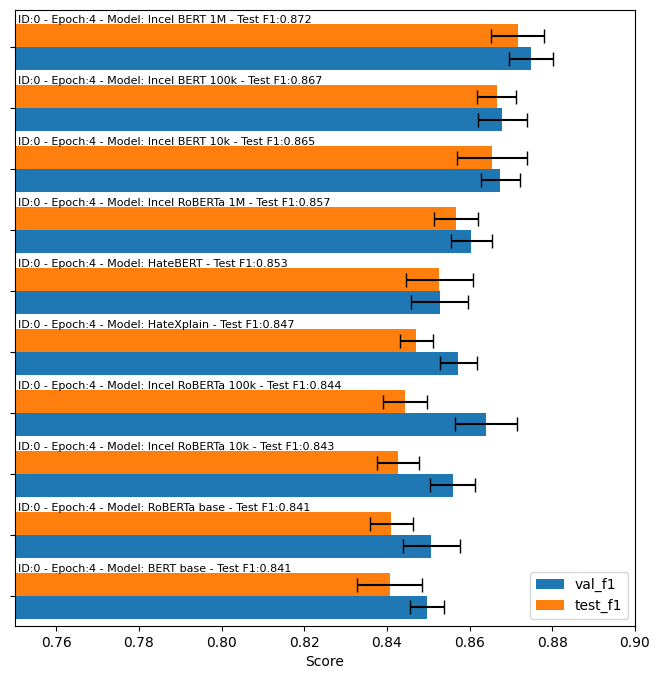 ID:0 - Epoch:4 - Model: Incel BERT 1M - Test F1:0.872
ID:0 - Epoch:4 - Model: Incel BERT 100k - Test F1:0.867
ID:0 - Epoch:4 - Model: Incel BERT 10k - Test F1:0.865
ID:0 - Epoch:4 - Model: Incel RoBERTa 1M - Test F1:0.857
ID:0 - Epoch:4 - Model: HateBERT - Test F1:0.853
ID:0 - Epoch:4 - Model: HateXplain - Test F1:0.847
ID:0 - Epoch:4 - Model: Incel RoBERTa 100k - Test F1:0.844
ID:0 - Epoch:4 - Model: Incel RoBERTa 10k - Test F1:0.843
ID:0 - Epoch:4 - Model: RoBERTa base - Test F1:0.841
ID:0 - Epoch:4 - Model: BERT base - Test F1:0.841
val_f1
test_f1
0.76 0.78 0.80 0.82 0.84 0.86 0.88 0.90
Score